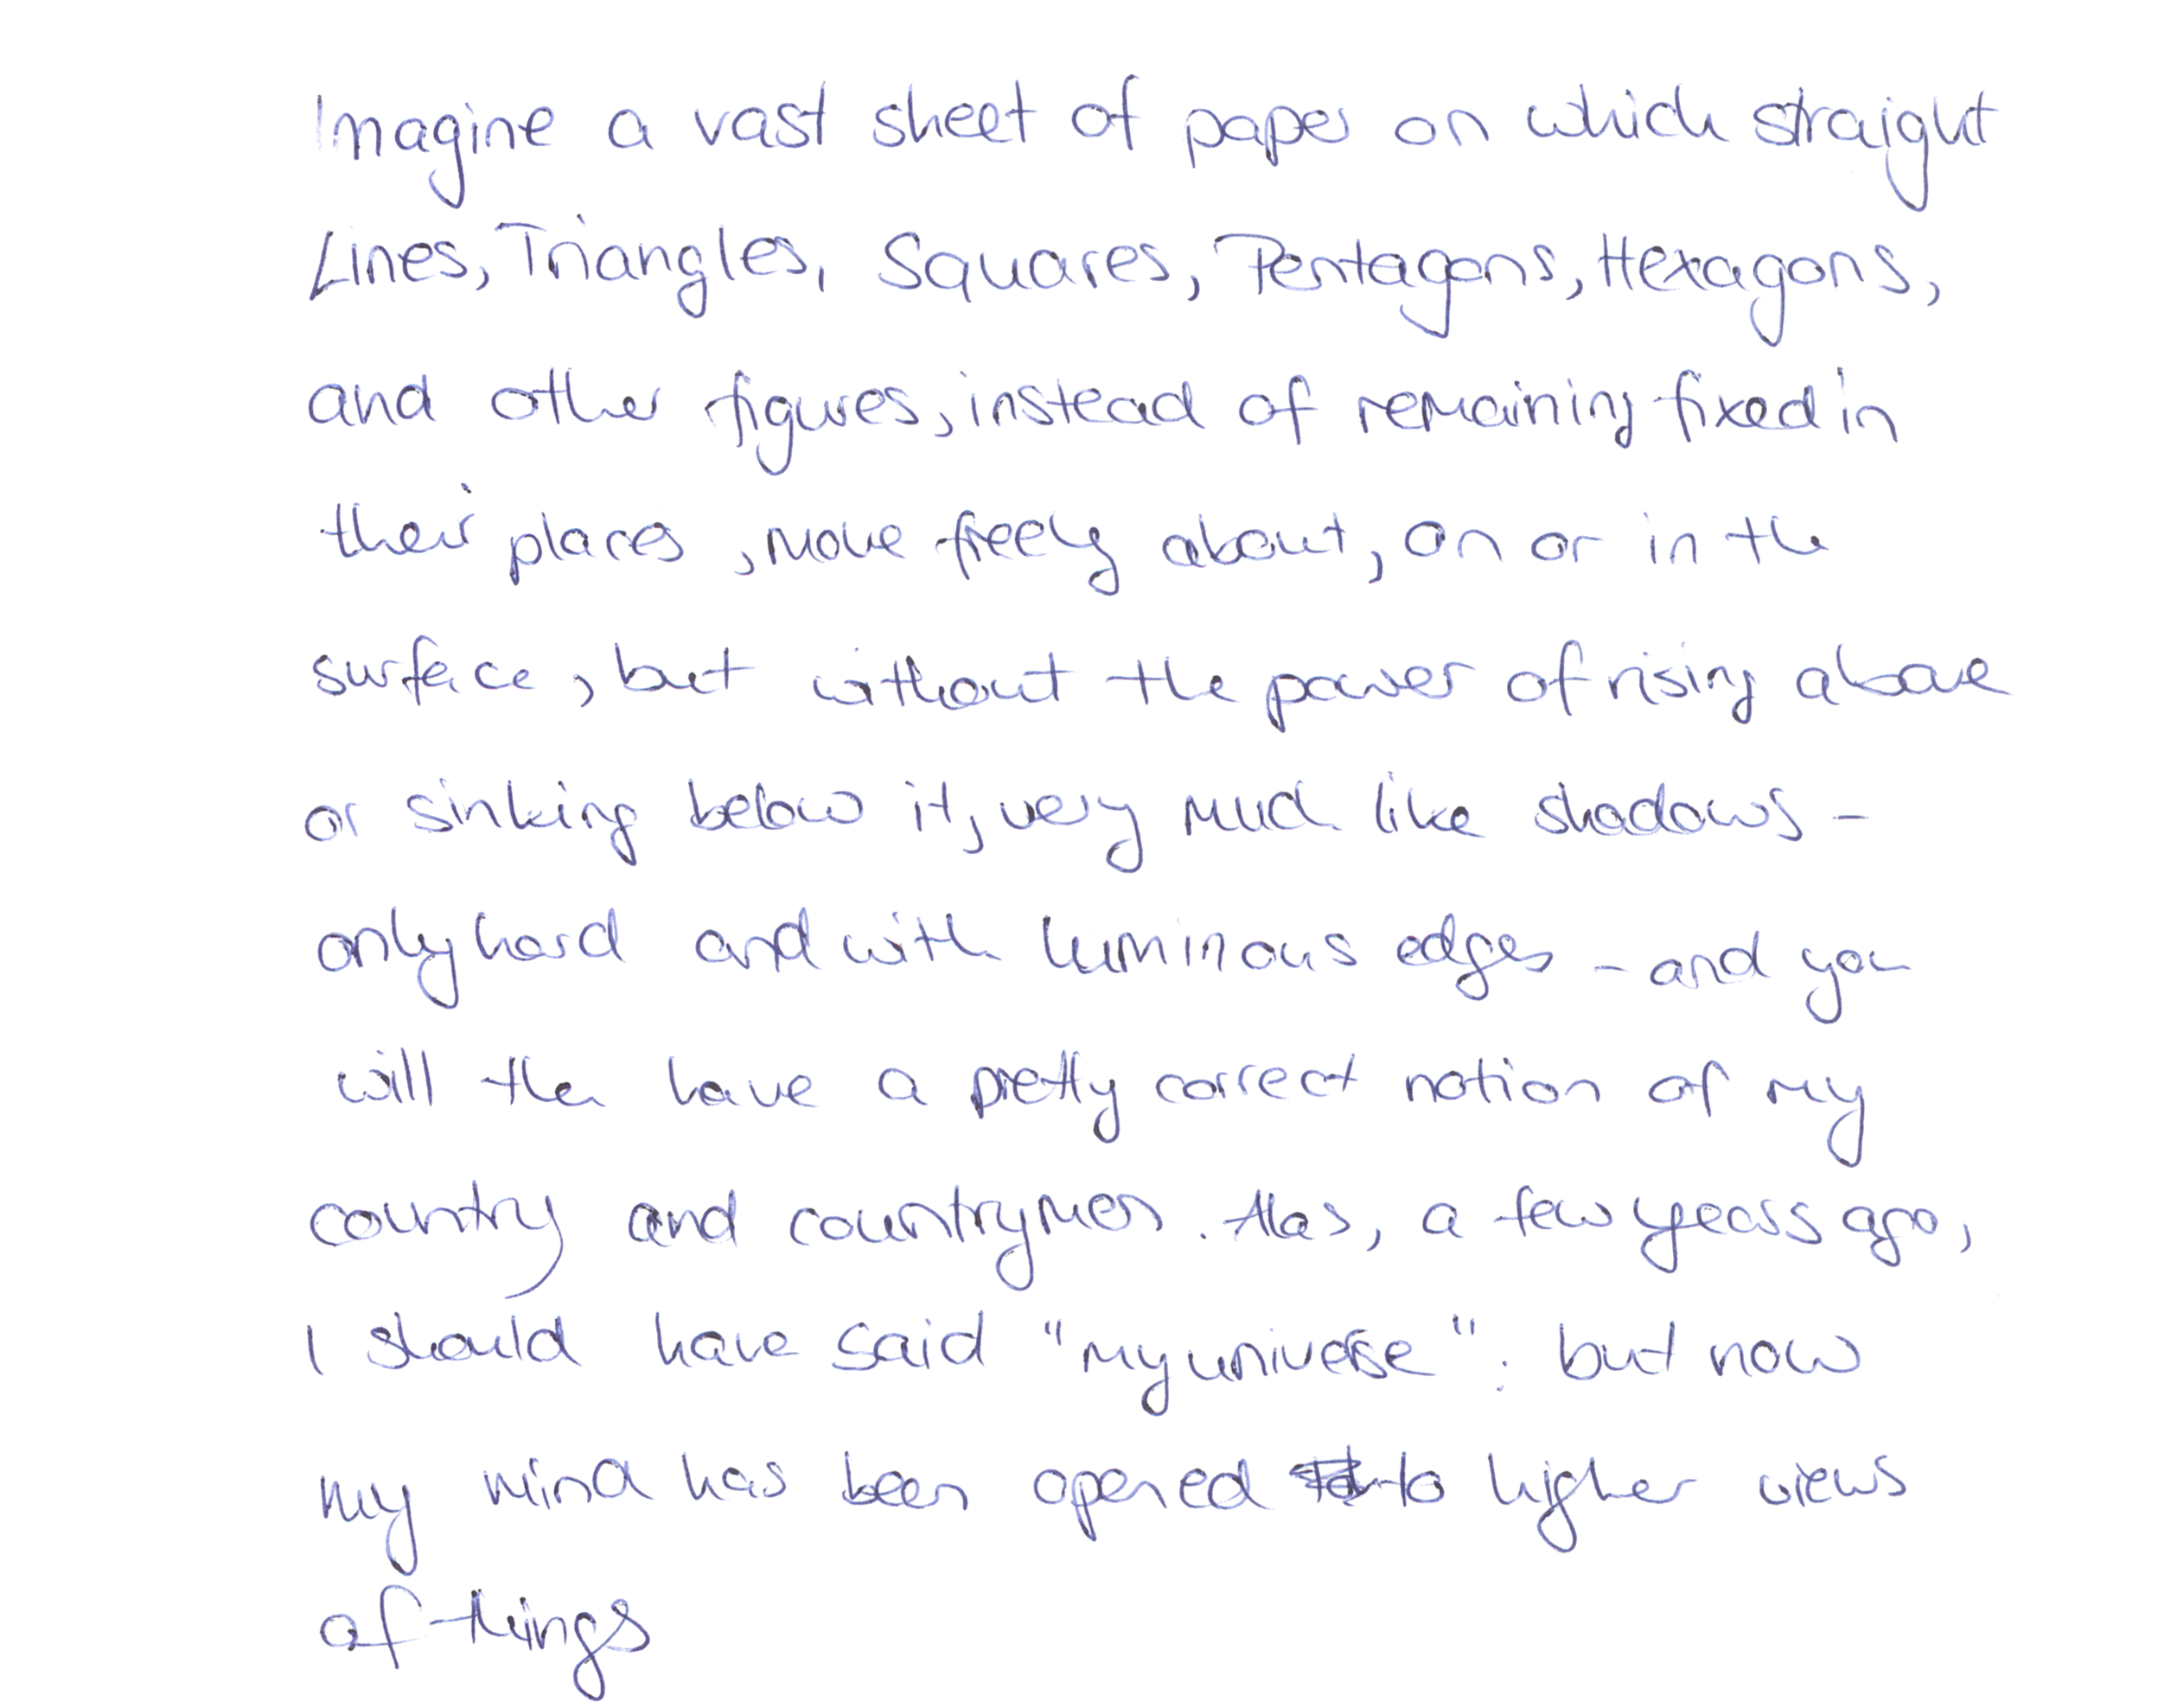 Imagine a vast sheet of paper on which straight
Lines, Triangles, Squares, Pentagons, Hexagons,
and other figures, instead of remaining fixed in
their places, move freely about, on or in the
surface, but without the power of rising above
or sinking below it, very much like shadows -
only hard and with luminous edges - and you
will then have a pretty correct notion of my
country and countrymen. Alas, a few years ago,
I should have said "my universe": but now
my mind has been opened to higher views
of things